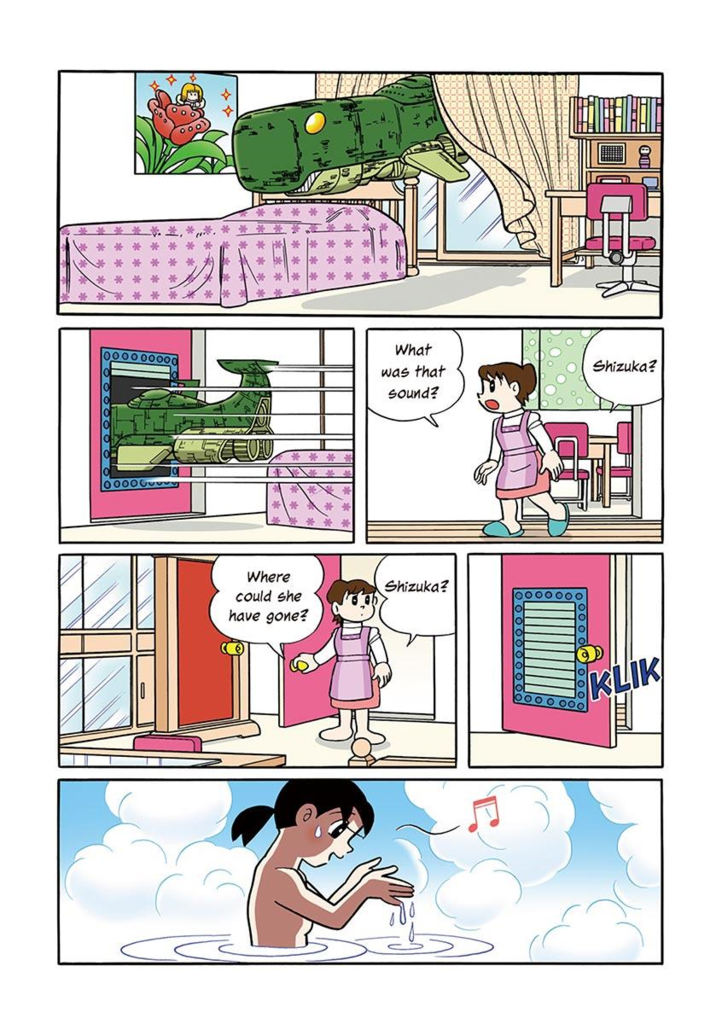 What
was that
sound?
Shizuka?
Where
could she
have gone?
Shizuka?
KLIK